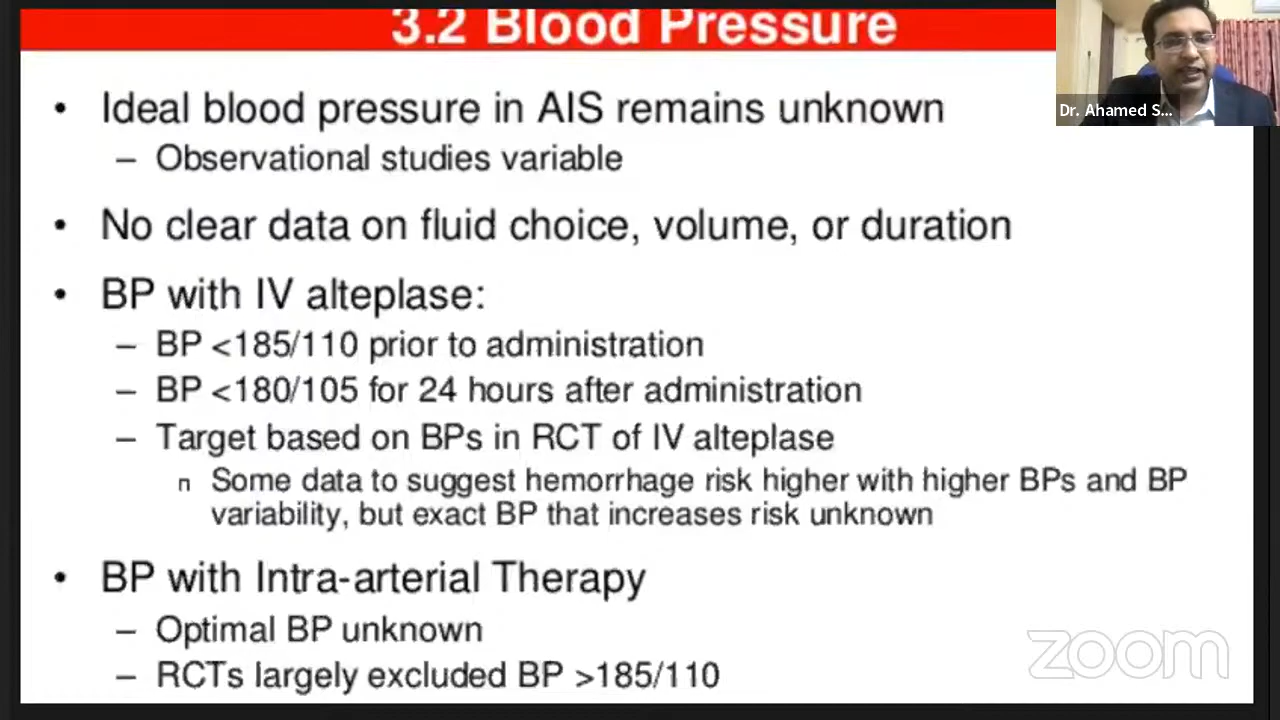 3.2 Blood Pressure
Dr. Ahamed S...
• Ideal blood pressure in AIS remains unknown
– Observational studies variable
• No clear data on fluid choice, volume, or duration
• BP with IV alteplase:
– BP <185/110 prior to administration
– BP <180/105 for 24 hours after administration
– Target based on BPs in RCT of IV alteplase
n Some data to suggest hemorrhage risk higher with higher BPs and BP
variability, but exact BP that increases risk unknown
• BP with Intra-arterial Therapy
– Optimal BP unknown
– RCTs largely excluded BP >185/110
zoom